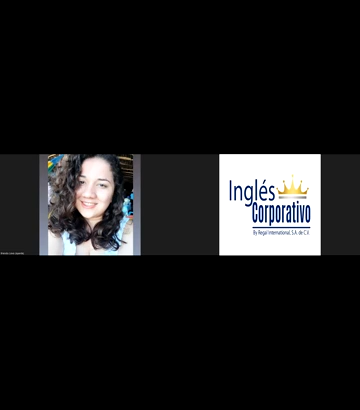 Inglés
Corporativo
By Regal International, S.A. de C.V.